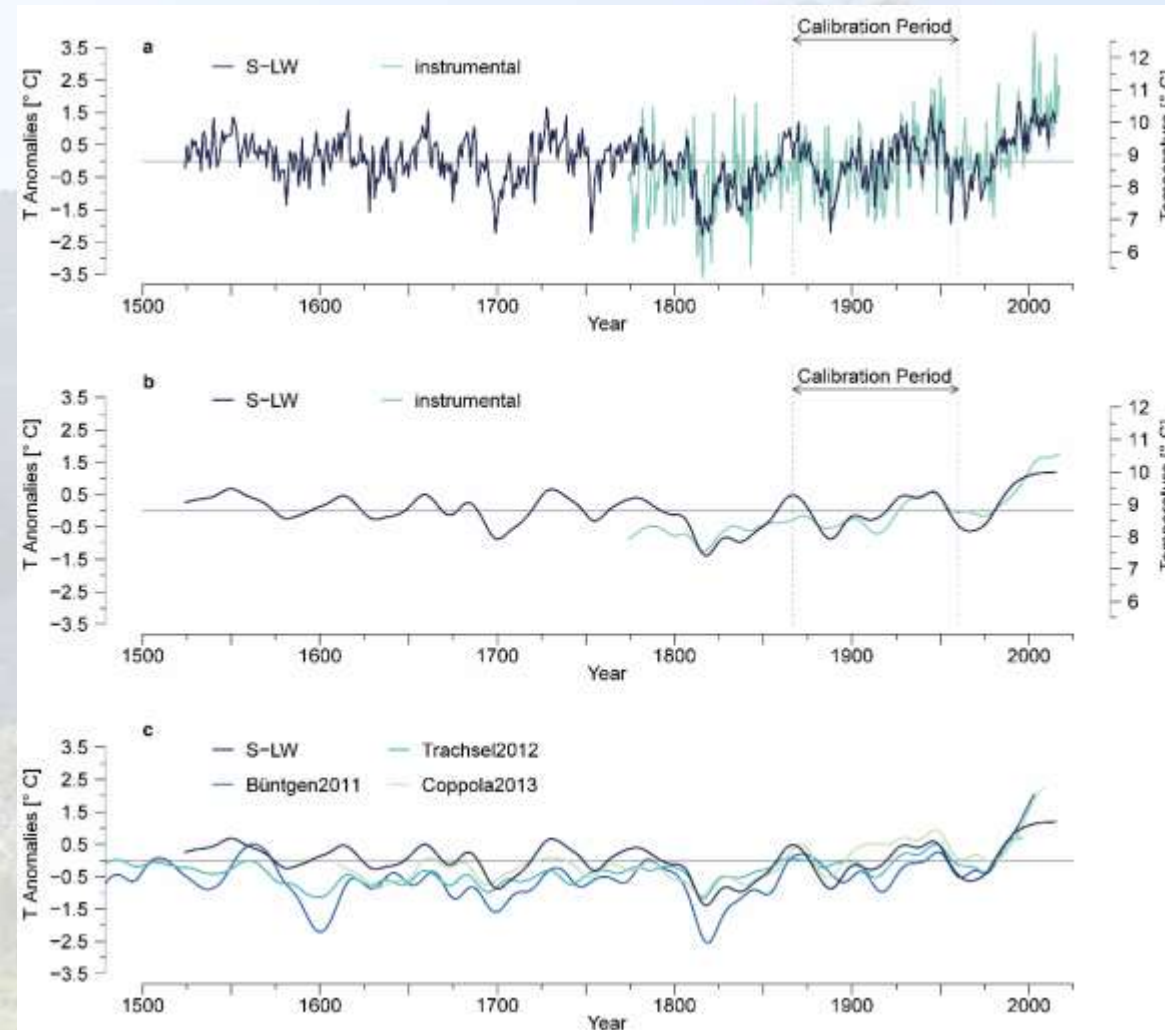 Calibration Period
a
S-LW
instrumental
T Anomalies [° C]
3.5
2.5
1.5
0.5
−0.5
−1.5
−2.5
−3.5
12
11
10
9
8
7
6
Temperature [° C]
1500 1600 1700 1800 1900 2000
Year
Calibration Period
b
S-LW
instrumental
T Anomalies [° C]
3.5
2.5
1.5
0.5
−0.5
−1.5
−2.5
−3.5
12
11
10
9
8
7
6
Temperature [° C]
1500 1600 1700 1800 1900 2000
Year
c
S-LW Trachsel2012
Büntgen2011 Coppola2013
T Anomalies [° C]
3.5
2.5
1.5
0.5
−0.5
−1.5
−2.5
−3.5
1500 1600 1700 1800 1900 2000
Year